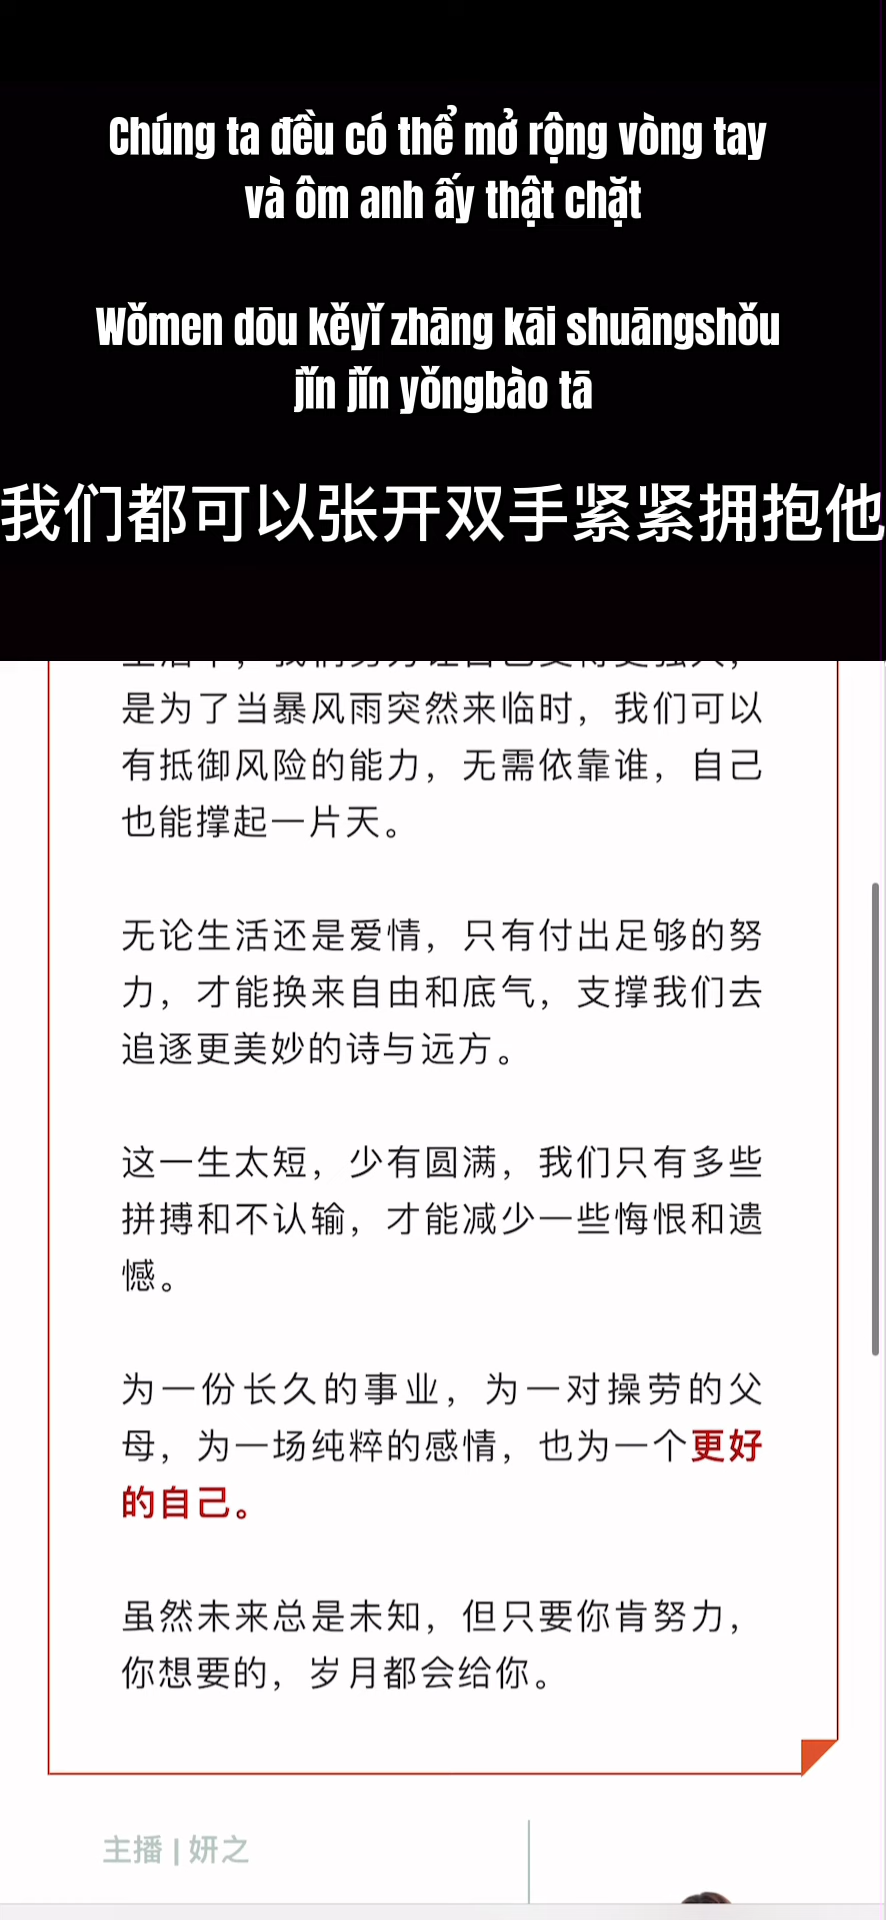 Chúng ta đều có thể mở rộng vòng tay
và ôm anh ấy thật chặt
Wǒmen dōu kěyǐ zhāng kāi shuāngshǒu
jǐn jǐn yǒngbào tā
我们都可以张开双手紧紧拥抱他
是为了当暴风雨突然来临时，我们可以
有抵御风险的能力，无需依靠谁，自己
也能撑起一片天。
无论生活还是爱情，只有付出足够的努
力，才能换来自由和底气，支撑我们去
追逐更美妙的诗与远方。
这一生太短，少有圆满，我们只有多些
拼搏和不认输，才能减少一些悔恨和遗
憾。
为一份长久的事业，为一对操劳的父
母，为一场纯粹的感情，也为一个更好
的自己。
虽然未来总是未知，但只要你肯努力，
你想要的，岁月都会给你。
主播 | 妍之